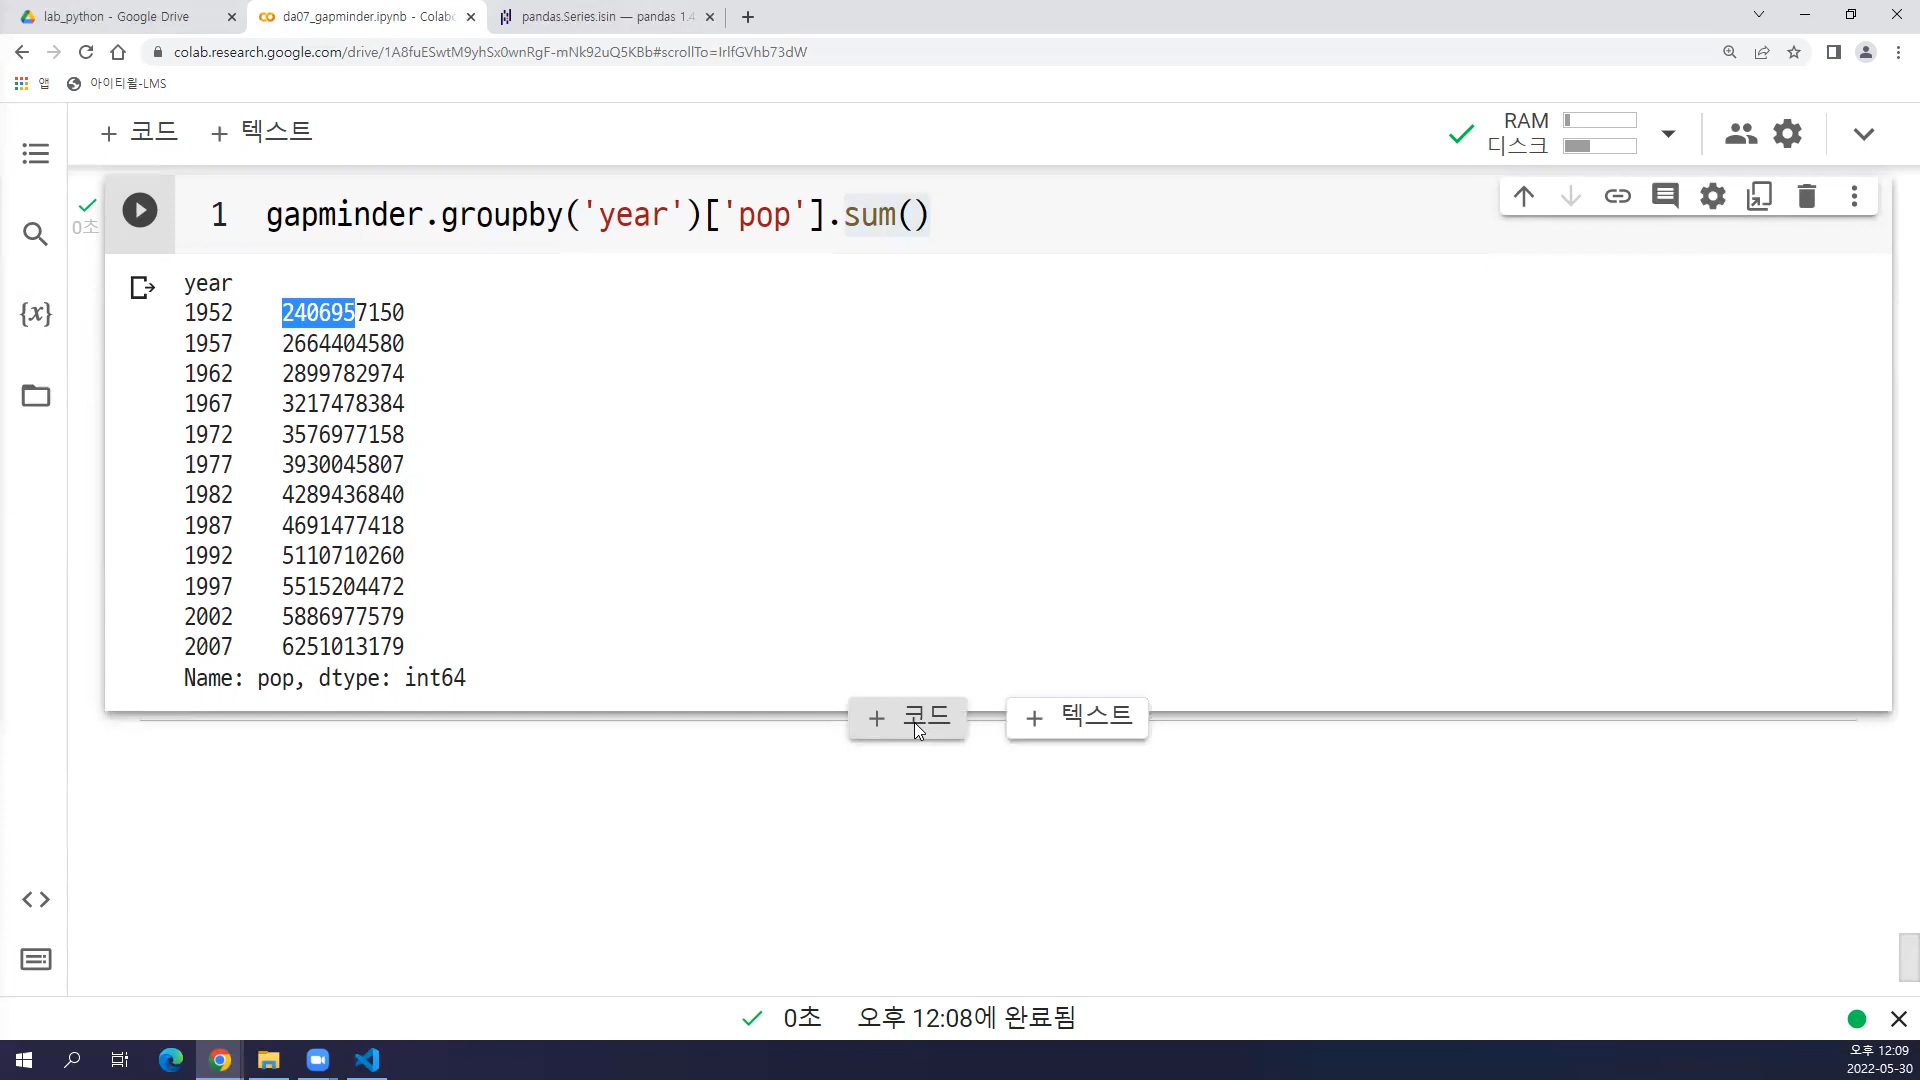 lab_python - Google Drive
da07_gapminder.ipynb - Colab
pandas.Series.isin — pandas 1.4
colab.research.google.com/drive/1A8fuESwtM9yhSx0wnRgF-mNk92uQ5KBb#scrollTo=IrlfGVhb73dW
앱
아이티윌-LMS
+ 코드
+ 텍스트
RAM
디스크
0초
1 gapminder.groupby('year')['pop'].sum()
{x}
year
1952 2406957150
1957 2664404580
1962 2899782974
1967 3217478384
1972 3576977158
1977 3930045807
1982 4289436840
1987 4691477418
1992 5110710260
1997 5515204472
2002 5886977579
2007 6251013179
Name: pop, dtype: int64
+ 코드
+ 텍스트
0초 오후 12:08에 완료됨
오후 12:09
2022-05-30